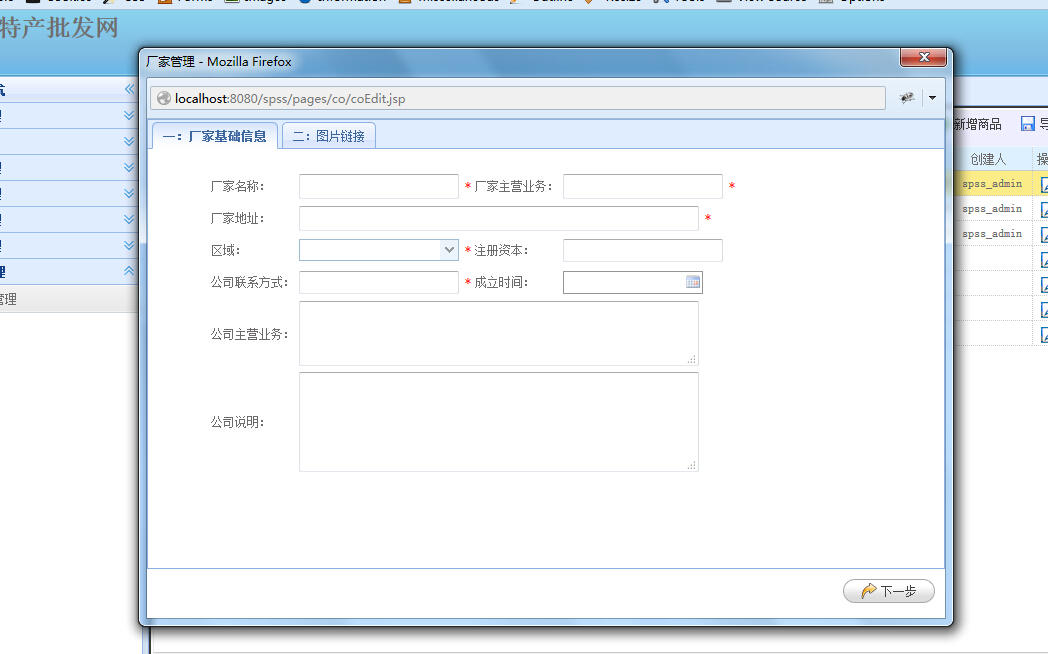 特产批发网
厂家管理 - Mozilla Firefox
localhost:8080/spss/pages/co/coEdit.jsp
一：厂家基础信息
二：图片链接
厂家名称：
* 厂家主营业务：
*
厂家地址：
*
区域：
* 注册资本：
公司联系方式：
* 成立时间：
公司主营业务：
公司说明：
下一步
新增商品
创建人
操
spss_admin
spss_admin
spss_admin
管理